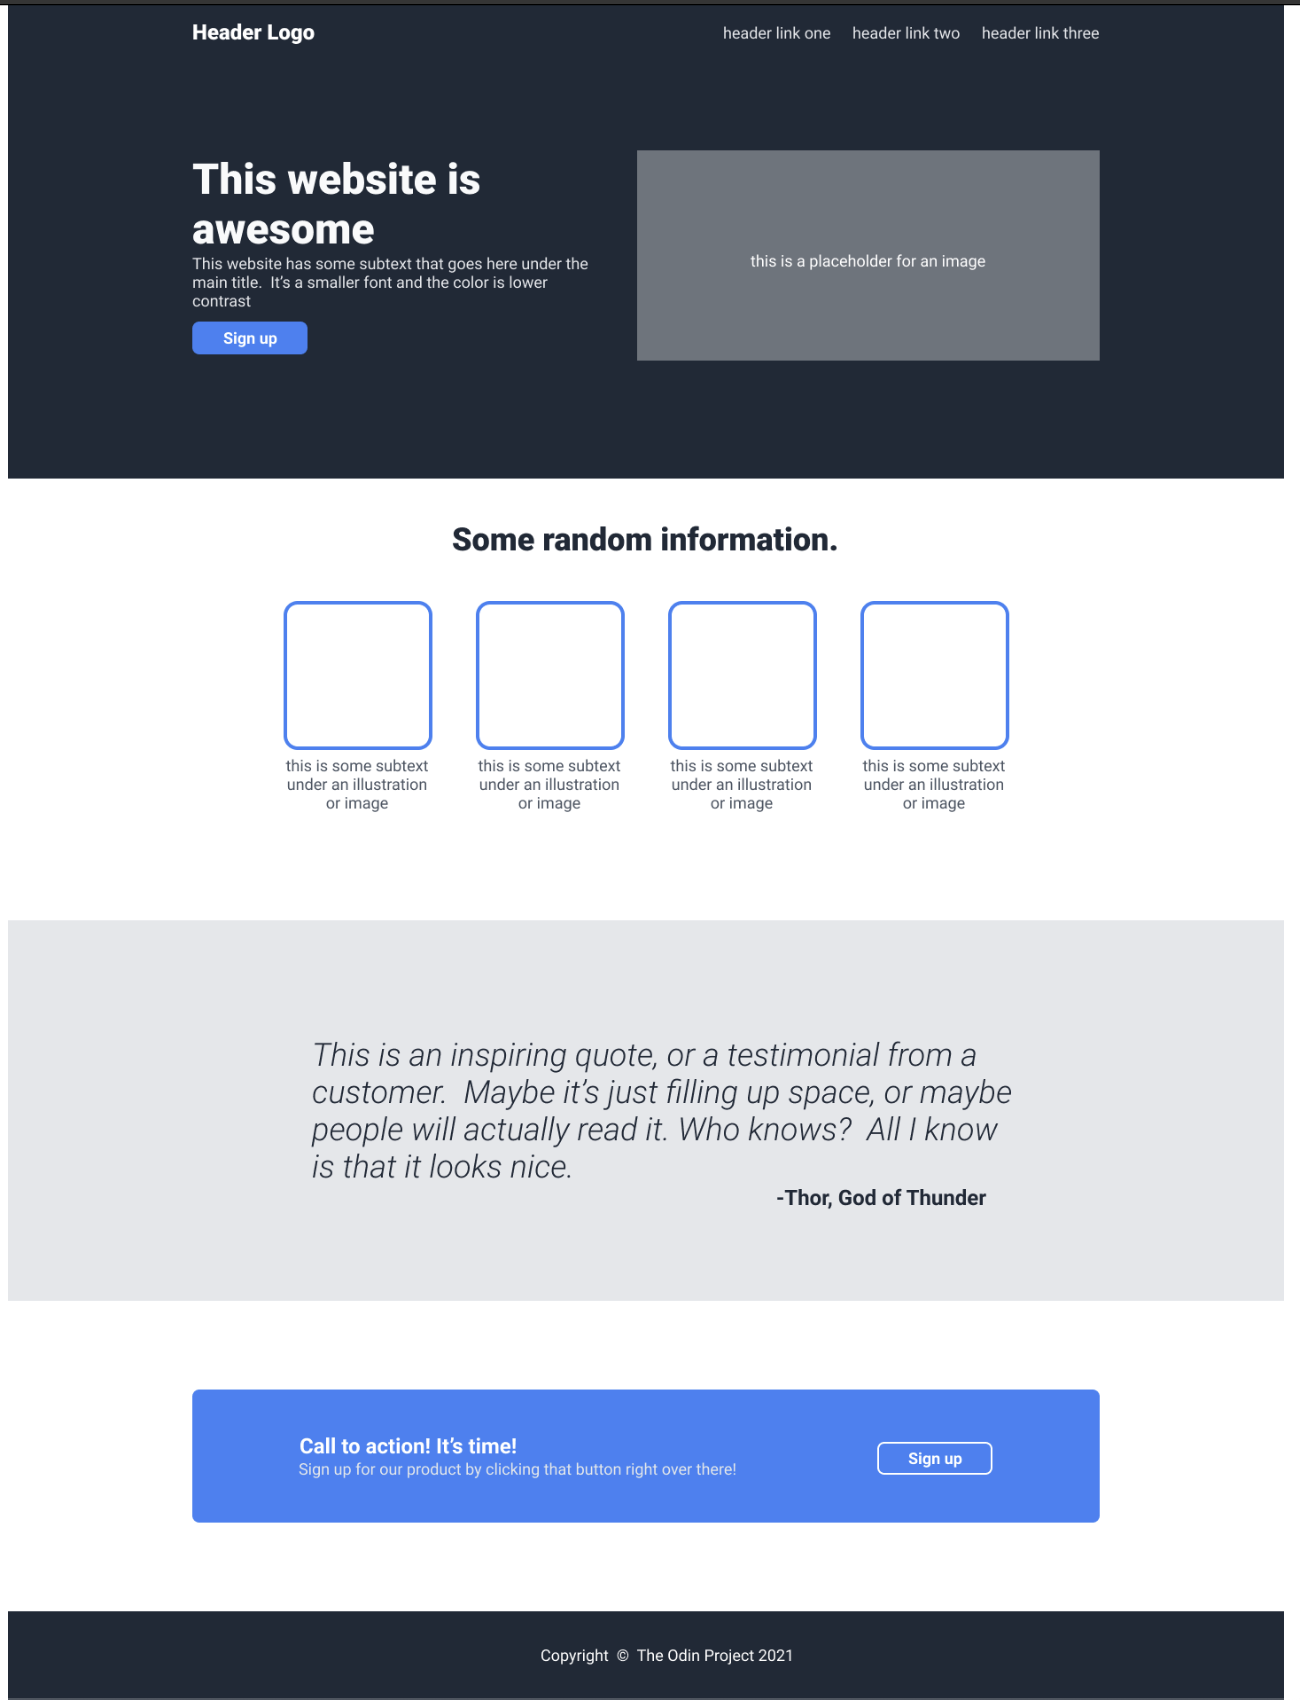 Header Logo
header link one
header link two
header link three
This website is
awesome
This website has some subtext that goes here under the
main title.  It’s a smaller font and the color is lower
contrast
Sign up
this is a placeholder for an image
Some random information.
this is some subtext
under an illustration
or image
this is some subtext
under an illustration
or image
this is some subtext
under an illustration
or image
this is some subtext
under an illustration
or image
This is an inspiring quote, or a testimonial from a
customer.  Maybe it’s just filling up space, or maybe
people will actually read it. Who knows?  All I know
is that it looks nice.
-Thor, God of Thunder
Call to action! It’s time!
Sign up for our product by clicking that button right over there!
Sign up
Copyright © The Odin Project 2021